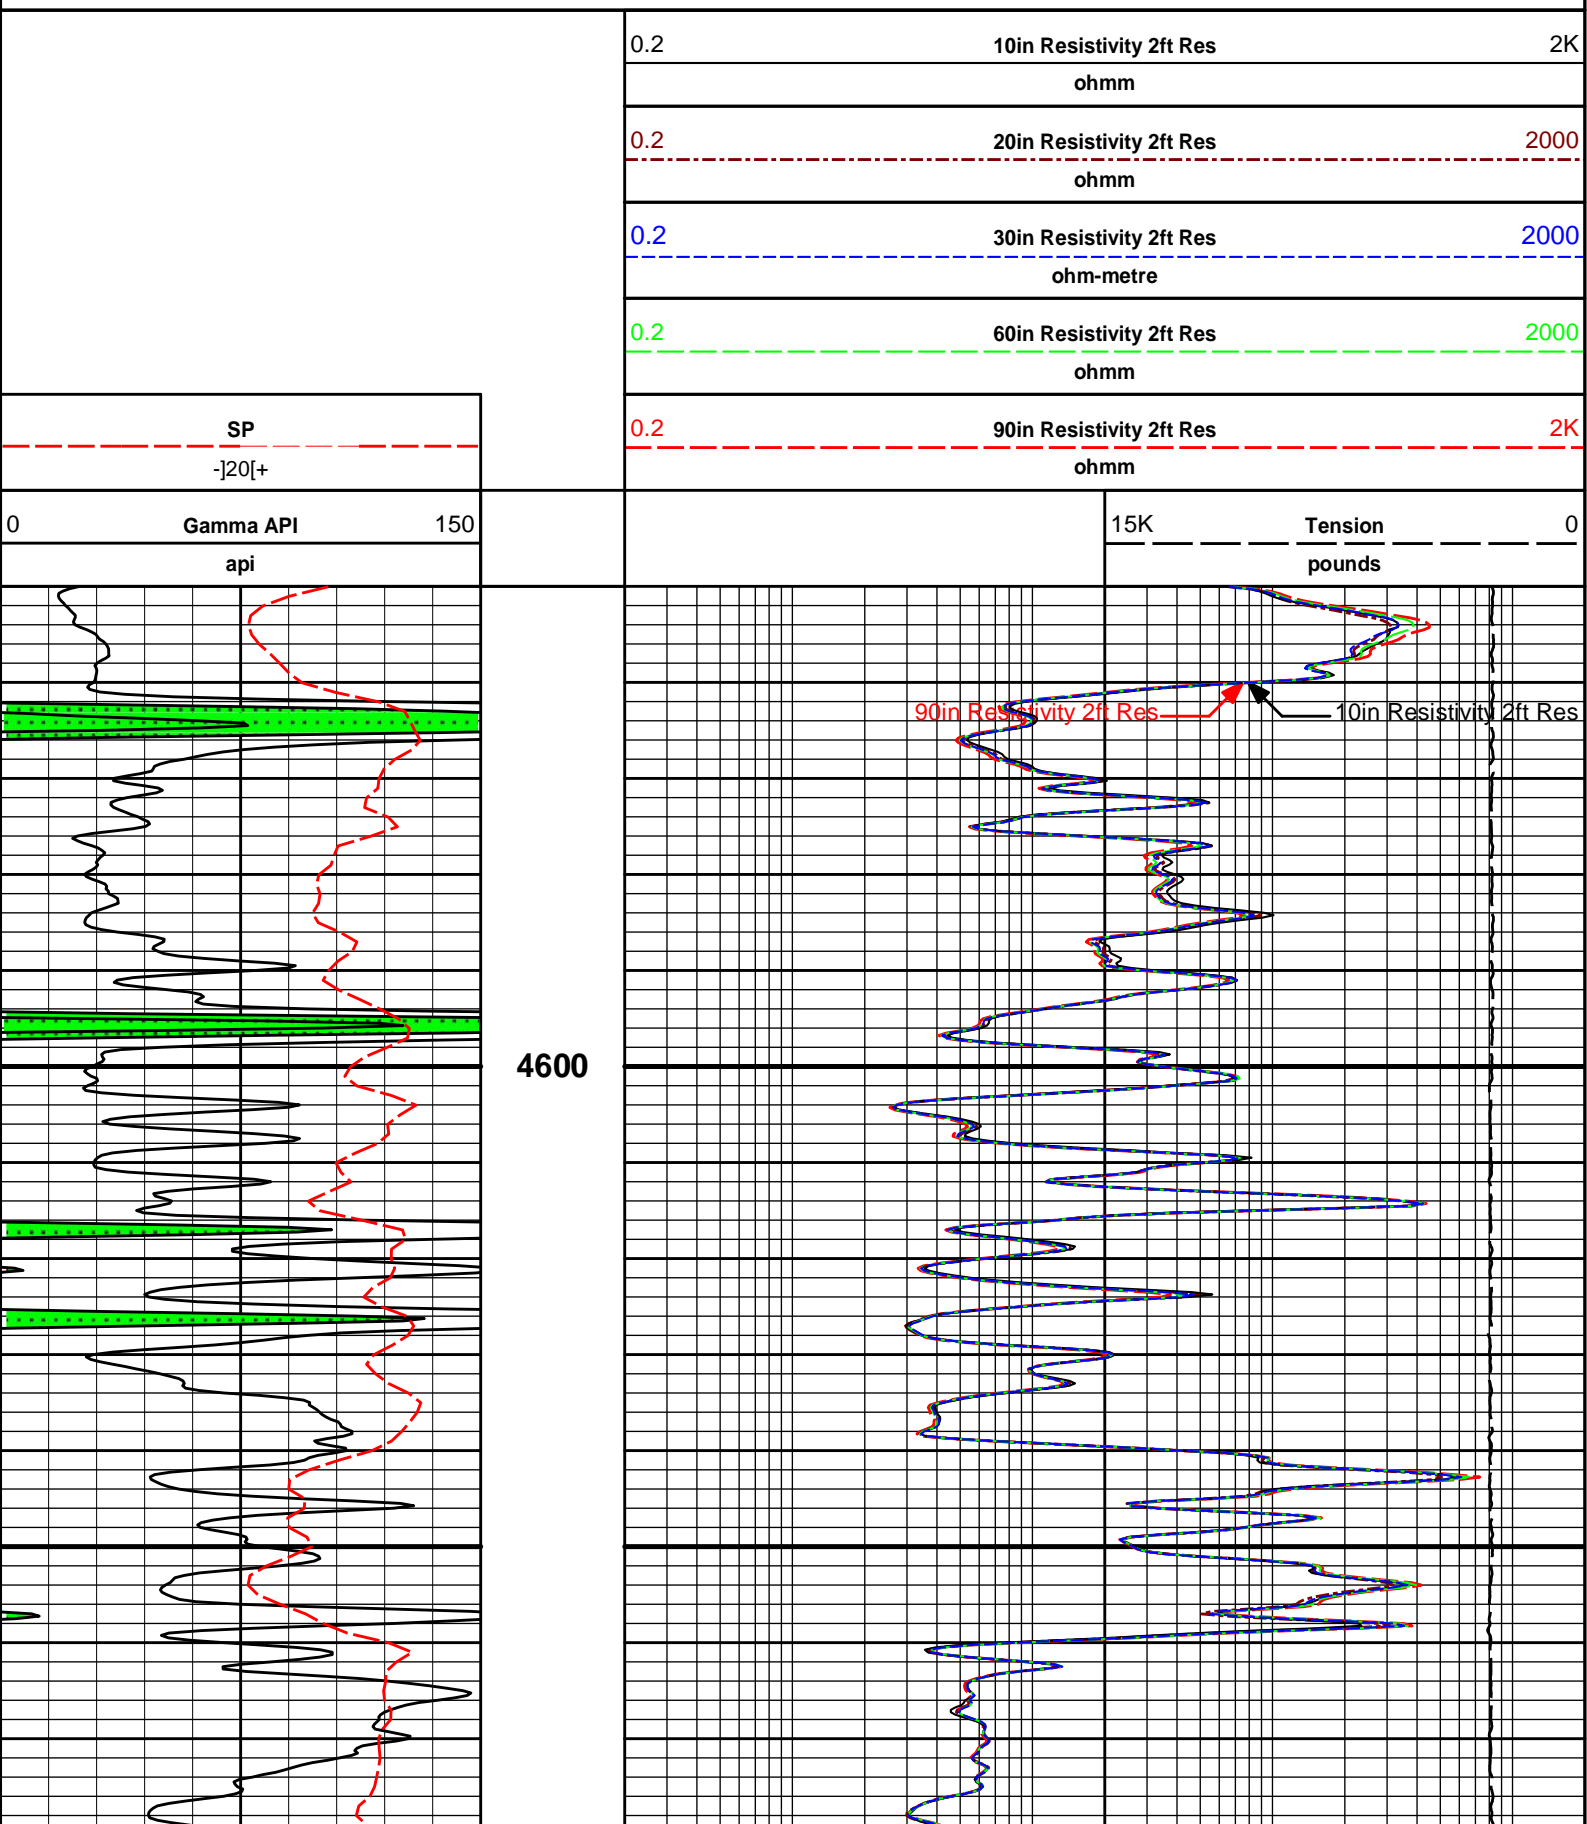 0.2 10in Resistivity 2ft Res 2K
ohmm
0.2 20in Resistivity 2ft Res 2000
ohmm
0.2 30in Resistivity 2ft Res 2000
ohm-metre
0.2 60in Resistivity 2ft Res 2000
ohmm
SP
-]20[+
0.2 90in Resistivity 2ft Res 2K
ohmm
0 Gamma API 150
api
15K Tension 0
pounds
90in Resistivity 2ft Res
10in Resistivity 2ft Res
4600